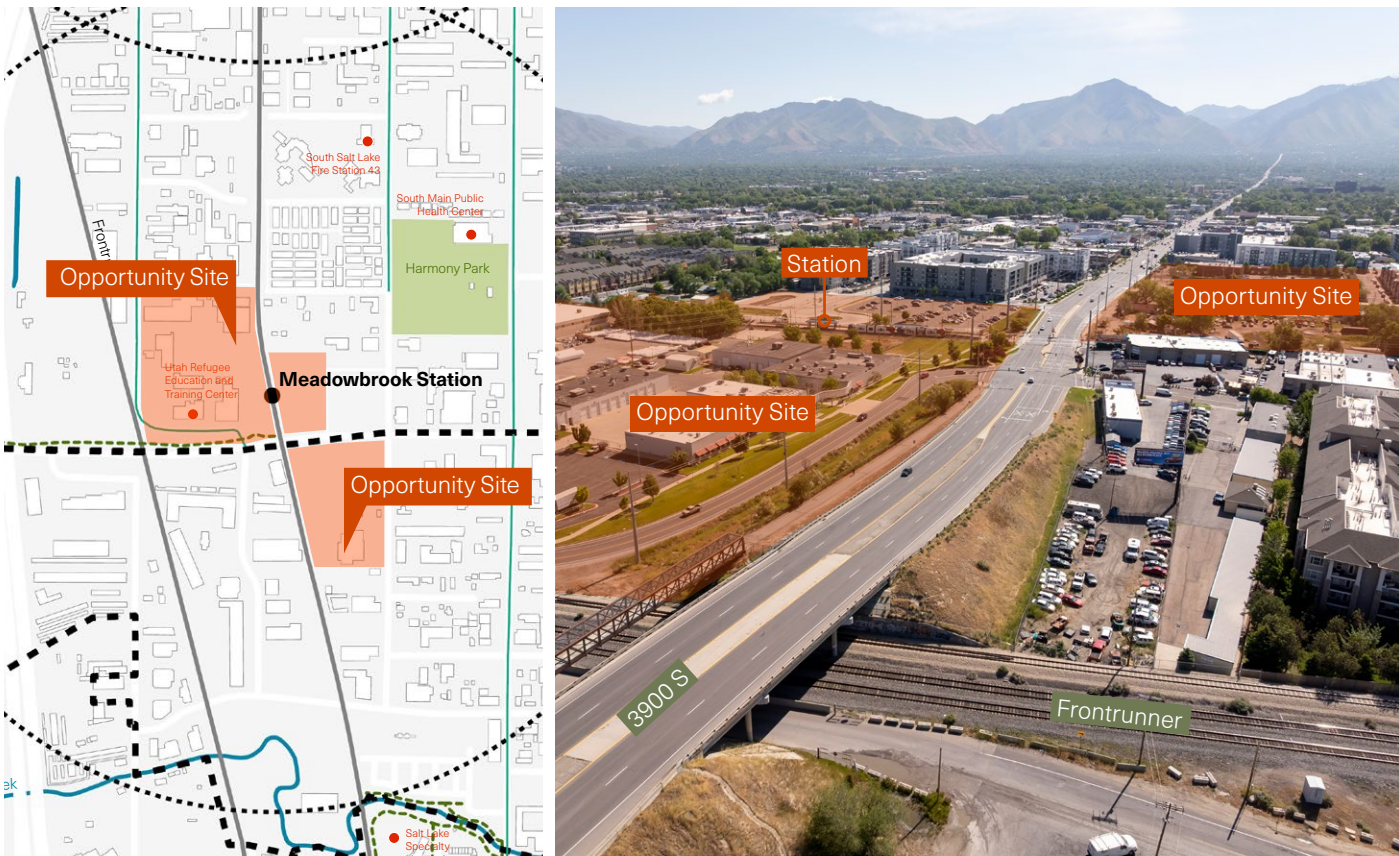 South Salt Lake
Fire Station 43
South Main Public
Health Center
Harmony Park
Opportunity Site
Utah Refugee
Education and
Training Center
Meadowbrook Station
Opportunity Site
Salt Lake
Specialty
Station
Opportunity Site
Opportunity Site
3900 S
Frontrunner